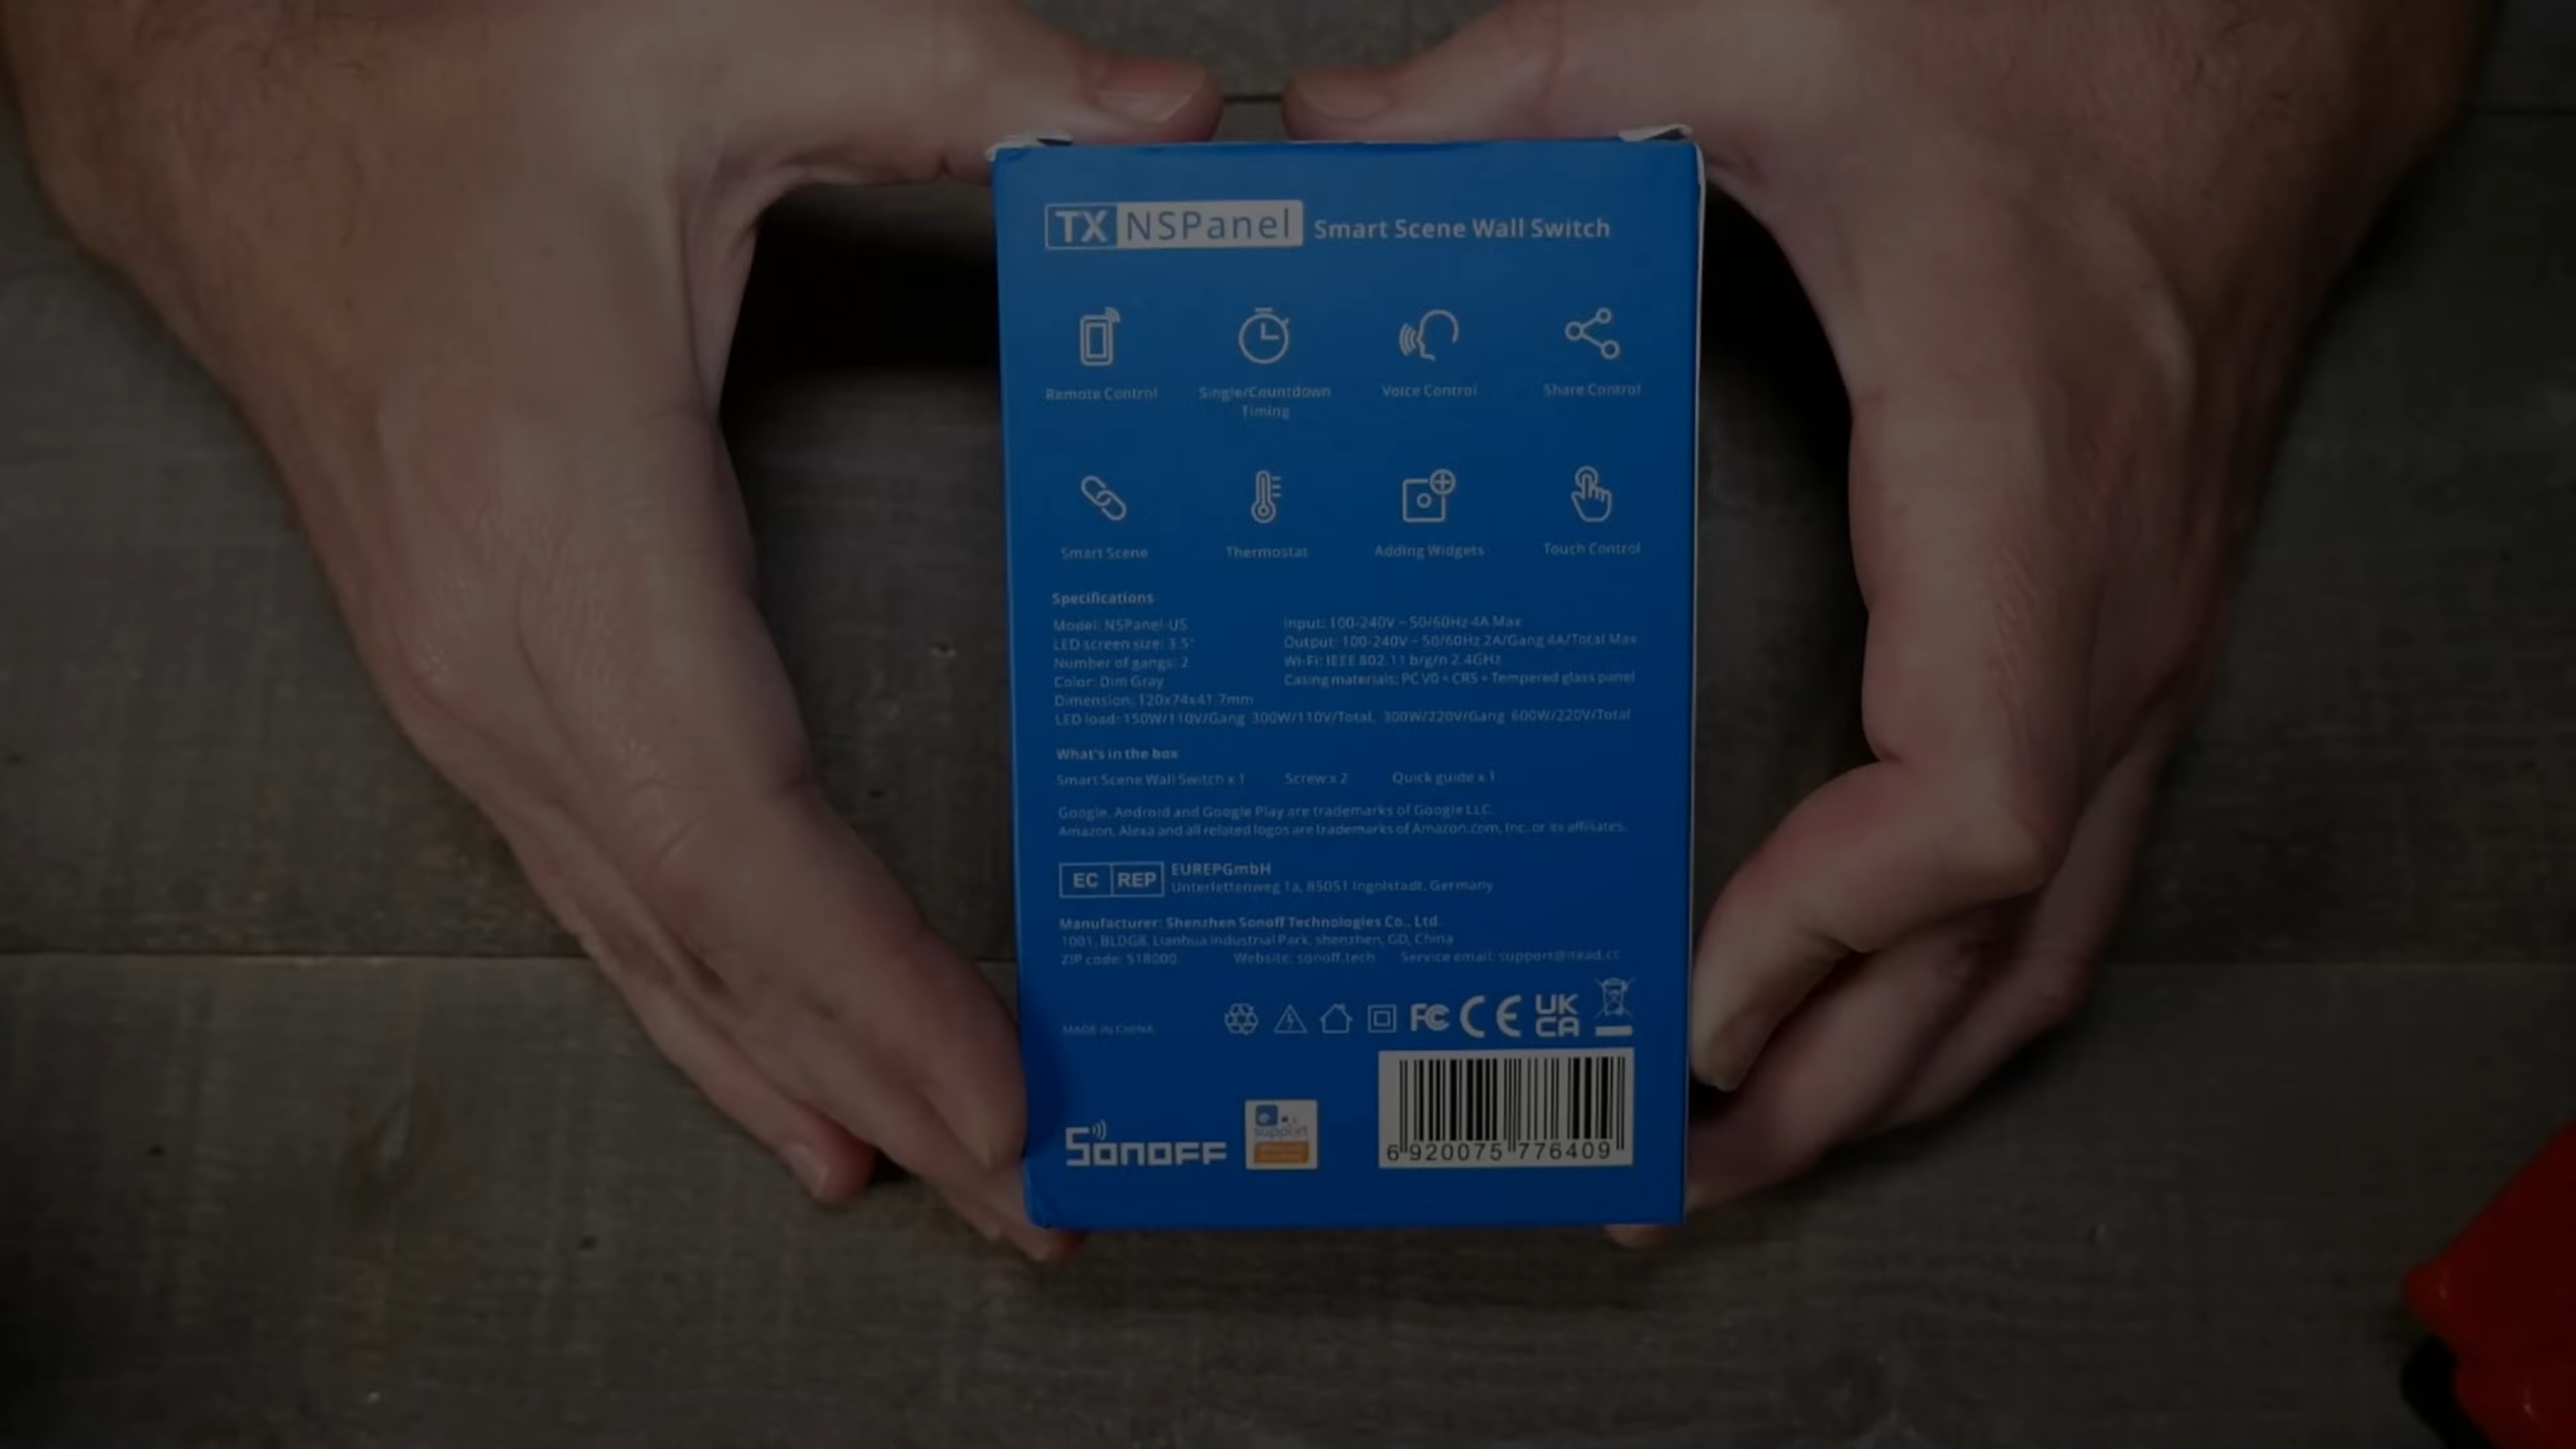 TX NSPanel Smart Scene Wall Switch
Remote Control
Single/Countdown
Timing
Voice Control
Share Control
Smart Scene
Thermostat
Adding Widgets
Touch Control
Specifications
Model: NSPanel-US
LED screen size: 3.5"
Number of gangs: 2
Color: Dim Gray
Dimension: 120x74x41.7mm
LED load: 150W/110V/Gang 300W/110V/Total, 300W/220V/Gang 600W/220V/Total
Input: 100-240V ~ 50/60Hz 4A Max
Output: 100-240V ~ 50/60Hz 2A/Gang 4A/Total Max
Wi-Fi: IEEE 802.11 b/g/n 2.4GHz
Casing materials: PC V0 + CRS + Tempered glass panel
What's in the box
Smart Scene Wall Switch x 1 Screw x 2 Quick guide x 1
Google, Android and Google Play are trademarks of Google LLC.
Amazon, Alexa and all related logos are trademarks of Amazon.com, Inc. or its affiliates.
EC REP
EUREPGmbH
Unterlettenweg 1a, 85051 Ingolstadt, Germany
Manufacturer: Shenzhen Sonoff Technologies Co., Ltd.
1001, BLDG8, Lianhua Industrial Park, shenzhen, GD, China
ZIP code: 518000 Website: sonoff.tech Service email: support@itead.cc
MADE IN CHINA
FC CE UK
CA
SONOFF
support
6 920075 776409